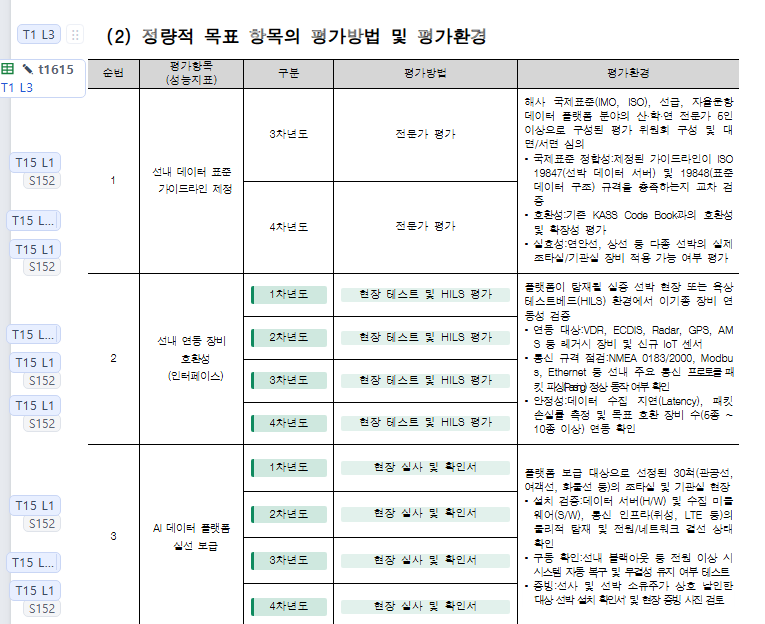 T1 L3
(2) 정량적 목표 항목의 평가방법 및 평가환경
t1615
T1 L3
순번
평가항목
(성능지표)
구분
평가방법
평가환경
T15 L1
S152
T15 L...
T15 L1
S152
1
선내 데이터 표준
가이드라인 제정
3차년도
전문가 평가
4차년도
전문가 평가
해사 국제표준(IMO, ISO), 선급, 자율운항
데이터 플랫폼 분야의 산·학·연 전문가 5인
이상으로 구성된 평가 위원회 구성 및 대
면/서면 심의
• 국제표준 정합성:제정된 가이드라인이 ISO
19847(선박 데이터 서버) 및 19848(표준
데이터 구조) 규격을 충족하는지 교차 검
증
• 호환성:기존 KASS Code Book과의 호환성
및 확장성 평가
• 실효성:연안선, 상선 등 다종 선박의 실제
조타실/기관실 장비 적용 가능 여부 평가
T15 L...
T15 L1
S152
T15 L1
S152
2
선내 연동 장비
호환성
(인터페이스)
1차년도
현장 테스트 및 HILS 평가
2차년도
현장 테스트 및 HILS 평가
3차년도
현장 테스트 및 HILS 평가
4차년도
현장 테스트 및 HILS 평가
플랫폼이 탑재될 실증 선박 현장 또는 육상
테스트베드(HILS) 환경에서 이기종 장비 연
동성 검증
• 연동 대상:VDR, ECDIS, Radar, GPS, AM
S 등 레거시 장비 및 신규 IoT 센서
• 통신 규격 점검:NMEA 0183/2000, Modbu
s, Ethernet 등 선내 주요 통신 프로토콜 패
킷 파싱(Parsing) 정상 동작 여부 확인
• 안정성:데이터 수집 지연(Latency), 패킷
손실률 측정 및 목표 호환 장비 수(5종 ~
10종 이상) 연동 확인
T15 L1
S152
T15 L...
T15 L1
S152
3
AI 데이터 플랫폼
실선 보급
1차년도
현장 실사 및 확인서
2차년도
현장 실사 및 확인서
3차년도
현장 실사 및 확인서
4차년도
현장 실사 및 확인서
플랫폼 보급 대상으로 선정된 30척(관공선,
여객선, 화물선 등)의 조타실 및 기관실 현장
• 설치 검증:데이터 서버(H/W) 및 수집 미들
웨어(S/W), 통신 인프라(위성, LTE 등)의
물리적 탑재 및 전원/네트워크 결선 상태
확인
• 구동 확인:선내 블랙아웃 등 전원 이상 시
시스템 자동 복구 및 무결성 유지 여부 테스트
• 증빙:선사 및 선박 소유주가 상호 날인한
대상 선박 설치 확인서 및 현장 증빙 사진 검토